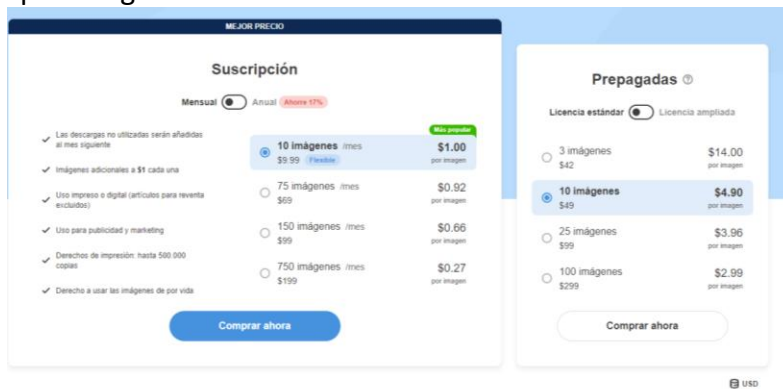 MEJOR PRECIO
Suscripción
Mensual Anual Ahorre 17%
Las descargas no utilizadas serán añadidas
al mes siguiente
Imágenes adicionales a $1 cada una
Uso impreso o digital (artículos para reventa
excluidos)
Uso para publicidad y marketing
Derechos de impresión: hasta 500.000
copias
Derecho a usar las imágenes de por vida
Más popular
10 imágenes /mes $1.00
$9.99 Flexible por imagen
75 imágenes /mes $0.92
$69 por imagen
150 imágenes /mes $0.66
$99 por imagen
750 imágenes /mes $0.27
$199 por imagen
Comprar ahora
Prepagadas
Licencia estándar Licencia ampliada
3 imágenes $14.00
$42 por imagen
10 imágenes $4.90
$49 por imagen
25 imágenes $3.96
$99 por imagen
100 imágenes $2.99
$299 por imagen
Comprar ahora
USD